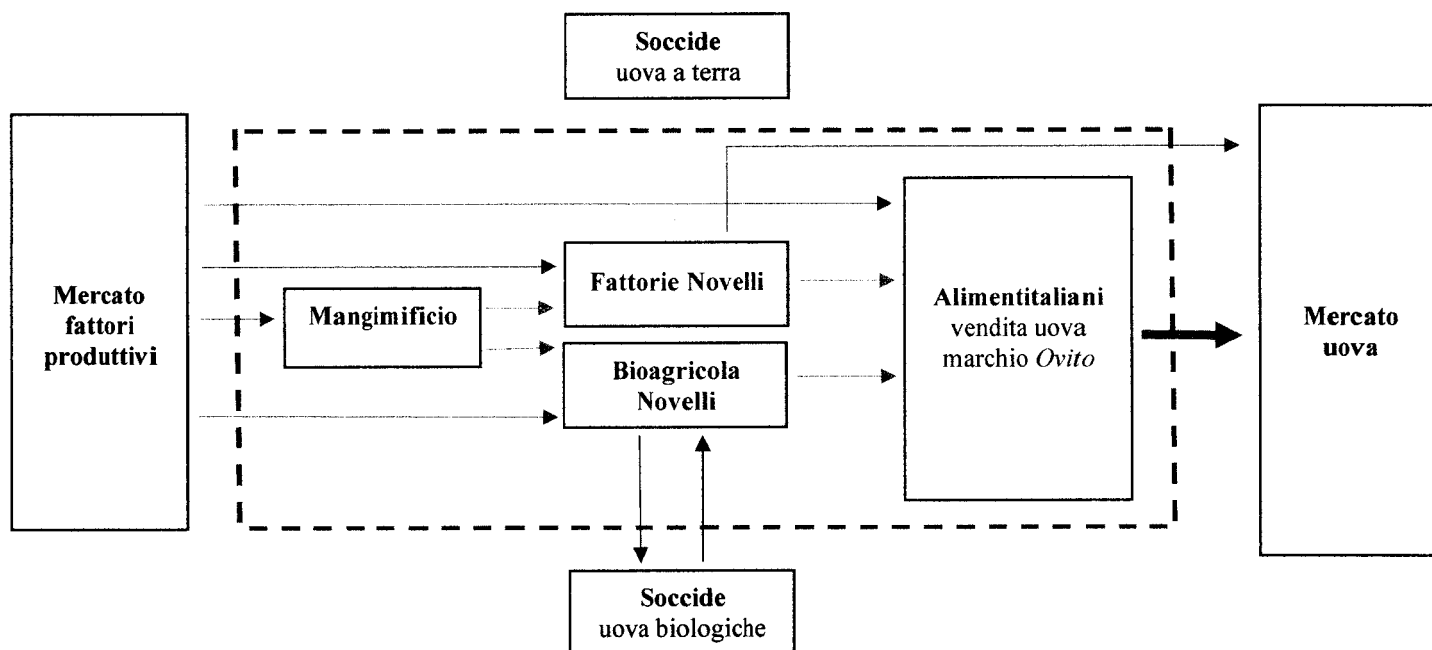 Soccide
uova a terra
Mercato
fattori
produttivi
Mangimificio
Fattorie Novelli
Bioagricola
Novelli
Alimentitaliani
vendita uova
marchio Ovito
Mercato
uova
Soccide
uova biologiche